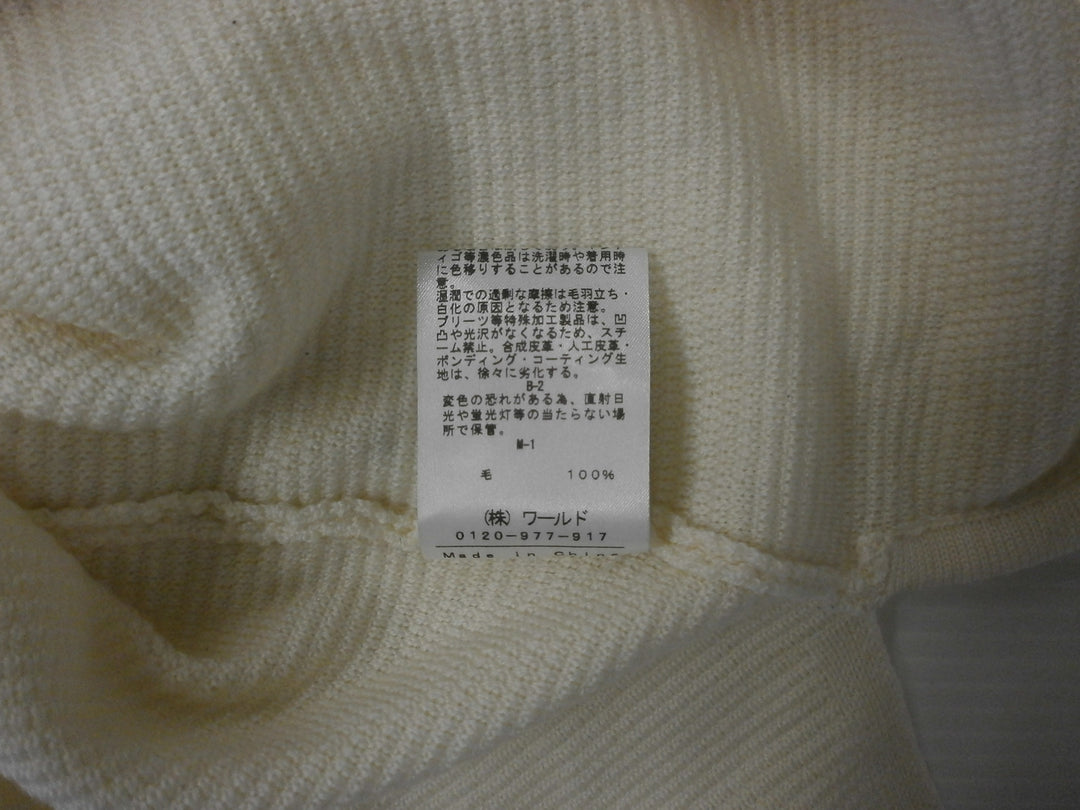 ィゴ等濃色品は洗濯時や着用時
に色移りすることがあるので注
意。
湿潤での過剰な摩擦は毛羽立ち・
白化の原因となるため注意。
プリーツ等特殊加工製品は、凹
凸や光沢がなくなるため、スチ
ーム禁止。合成皮革・人工皮革・
ボンディング・コーティング生
地は、徐々に劣化する。
B-2
変色の恐れがある為、直射日
光や蛍光灯等の当たらない場
所で保管。
M-1
毛 100%
(株) ワールド
0120-977-917
Made in China